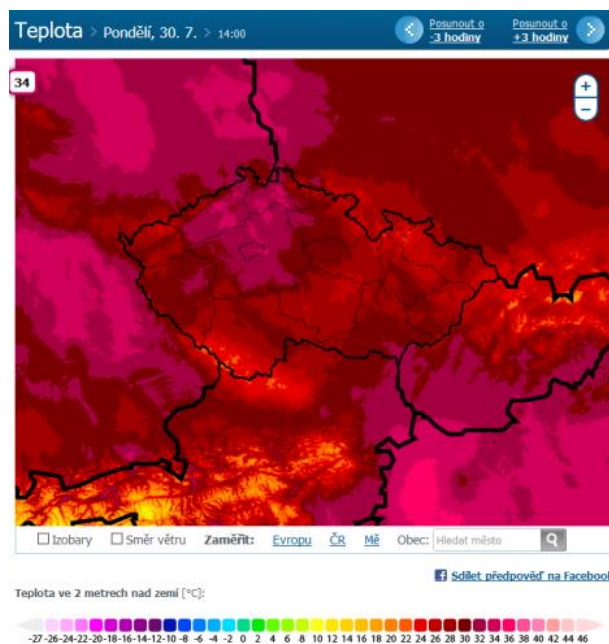 Teplota > Pondělí, 30. 7. > 14:00
Posunout o
-3 hodiny
Posunout o
+3 hodiny
34
+
−
Izobary Směr větru Zaměřit: Evropu ČR Mě Obec: Hledat město
Sdílet předpověď na Facebook
Teplota ve 2 metrech nad zemí [°C]:
-27 -26 -24 -22 -20 -18 -16 -14 -12 -10 -8 -6 -4 -2 0 2 4 6 8 10 12 14 16 18 20 22 24 26 28 30 32 34 36 38 40 42 44 46